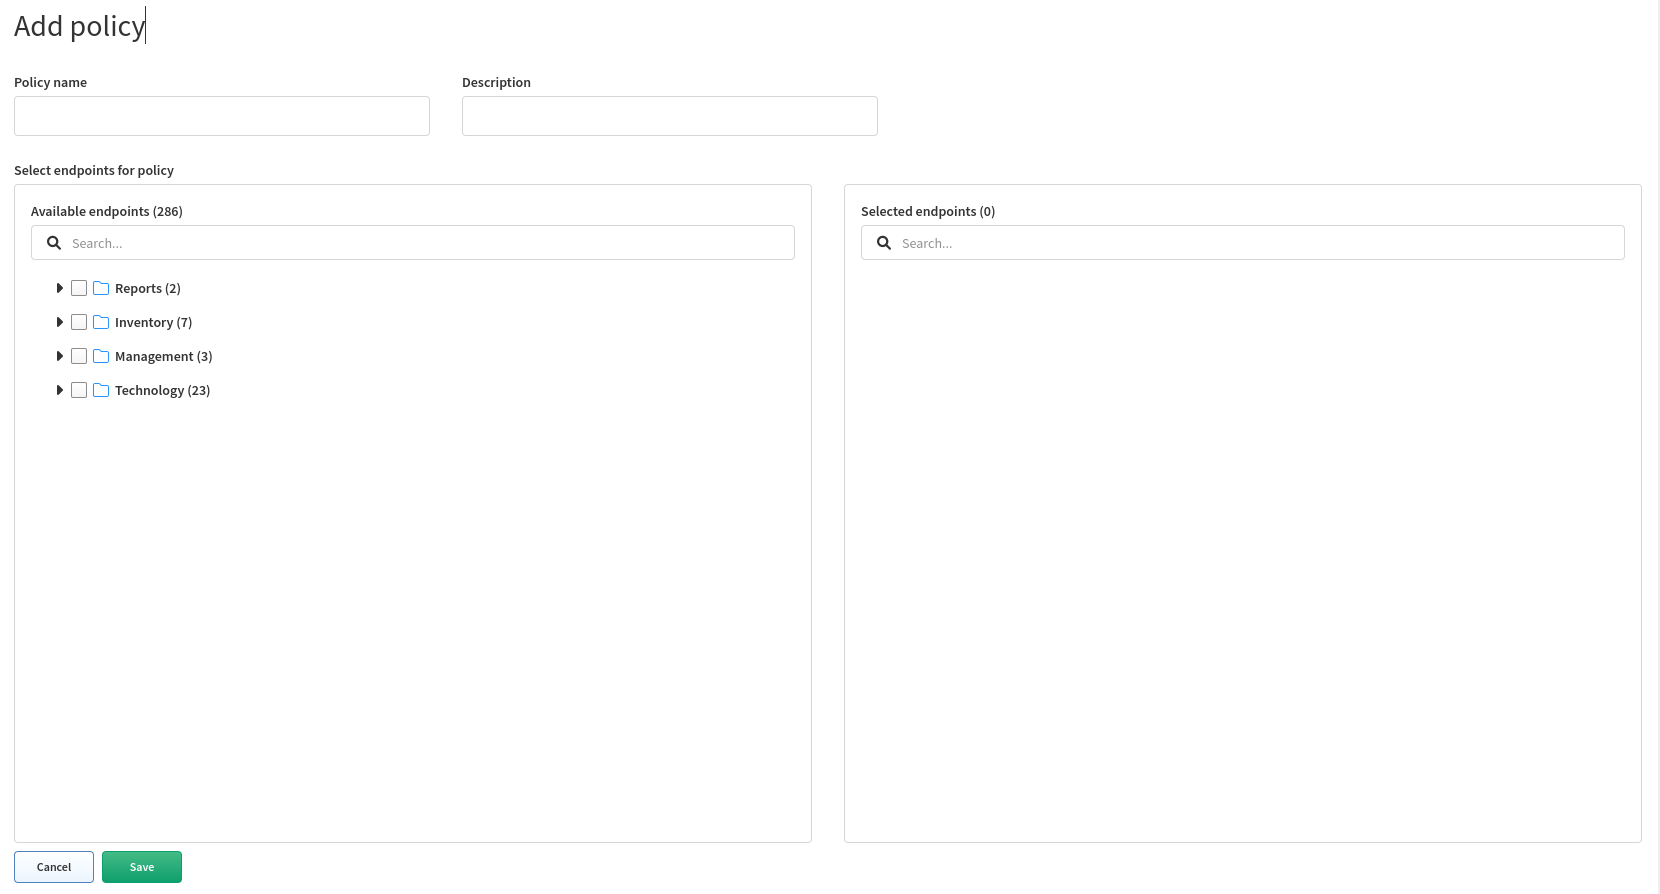 Add policy
Policy name
Description
Select endpoints for policy
Available endpoints (286)
Search...
Reports (2)
Inventory (7)
Management (3)
Technology (23)
Selected endpoints (0)
Search...
Cancel
Save